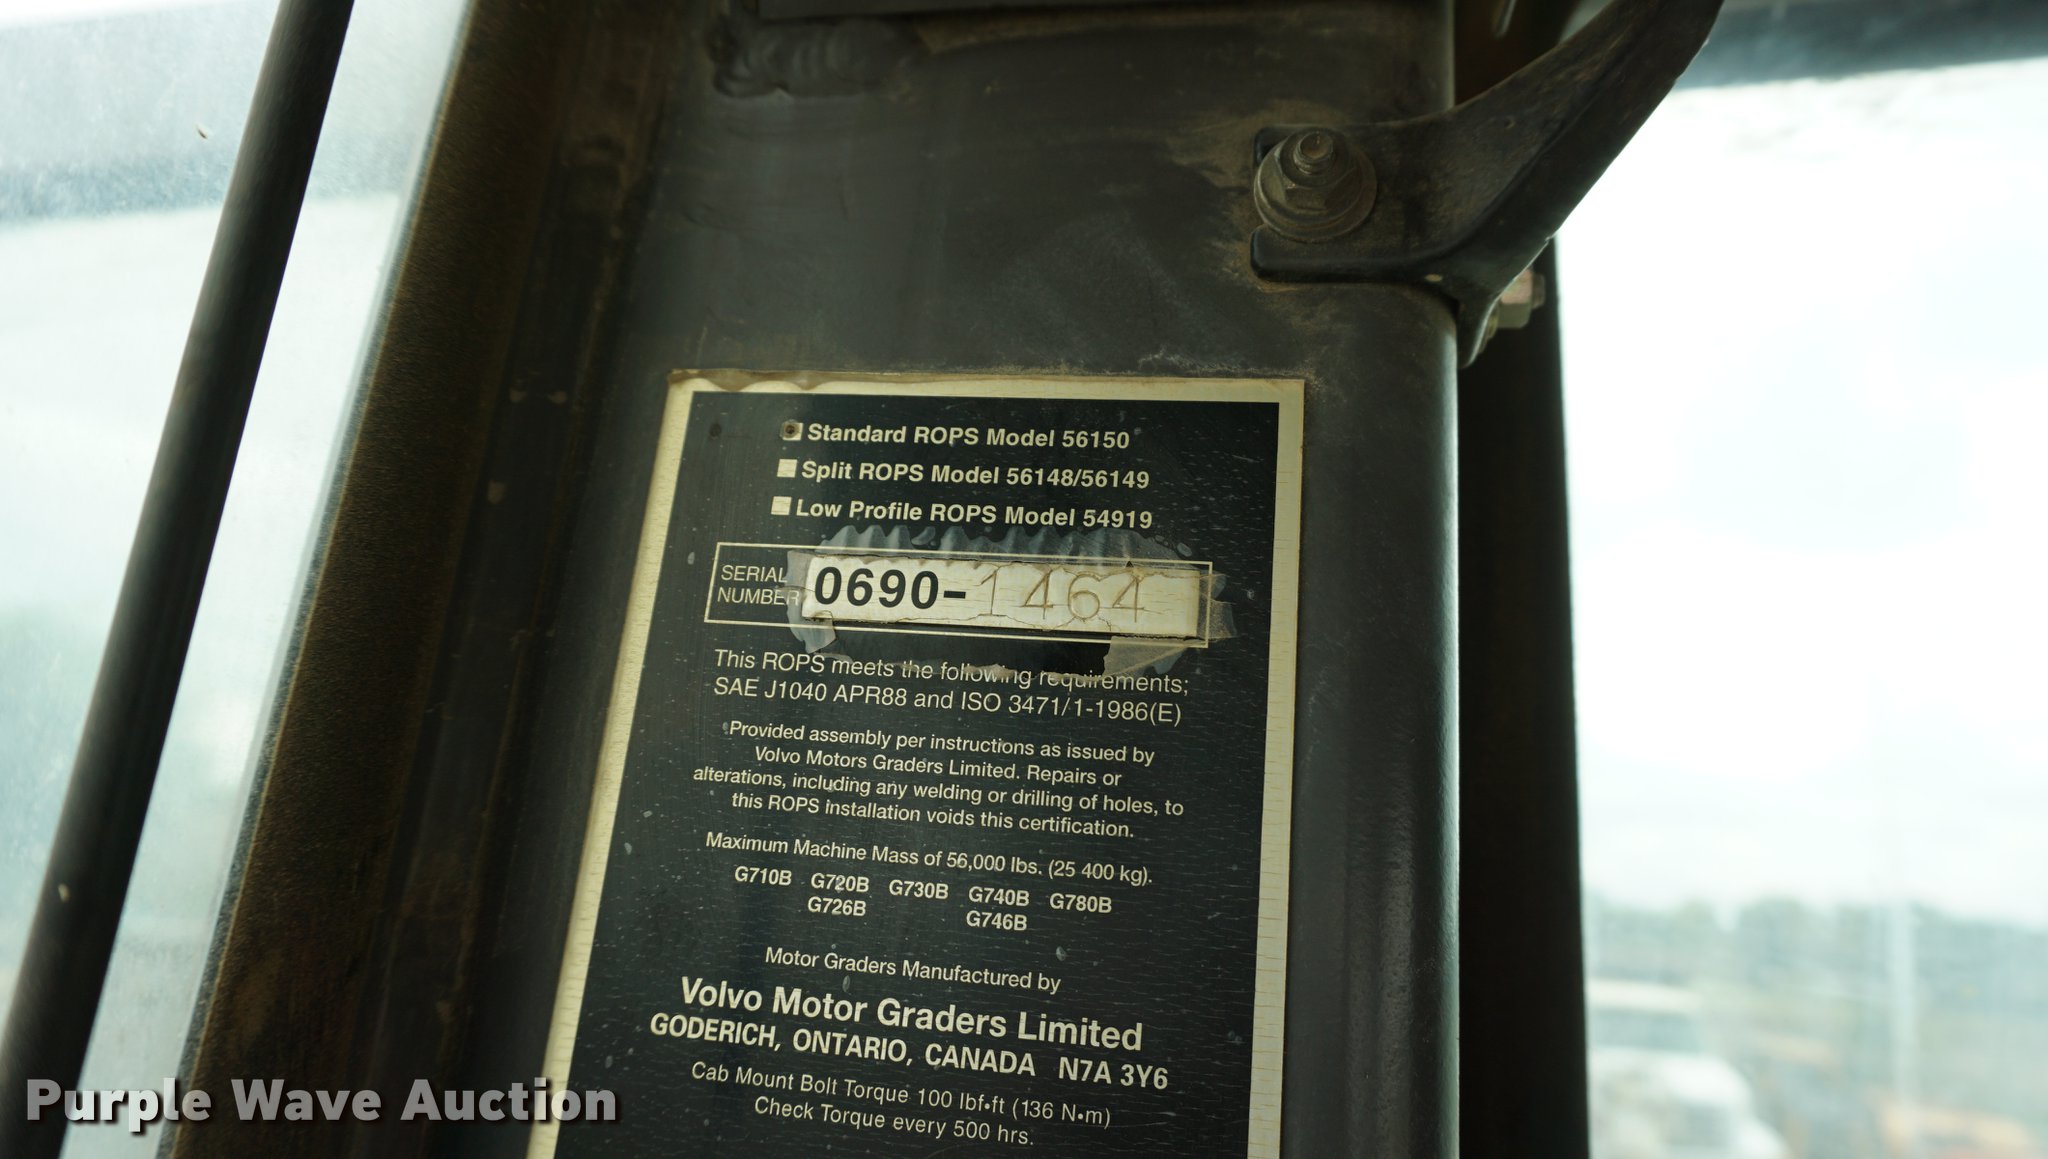 Standard ROPS Model 56150
Split ROPS Model 56148/56149
Low Profile ROPS Model 54919
SERIAL NUMBER 0690-1464
This ROPS meets the following requirements;
SAE J1040 APR88 and ISO 3471/1-1986(E)
Provided assembly per instructions as issued by
Volvo Motors Graders Limited. Repairs or
alterations, including any welding or drilling of holes, to
this ROPS installation voids this certification.
Maximum Machine Mass of 56,000 lbs. (25 400 kg).
G710B G720B G730B G740B G780B
G726B G746B
Motor Graders Manufactured by
Volvo Motor Graders Limited
GODERICH, ONTARIO, CANADA N7A 3Y6
Cab Mount Bolt Torque 100 lbf•ft (136 N•m)
Check Torque every 500 hrs.
Purple Wave Auction